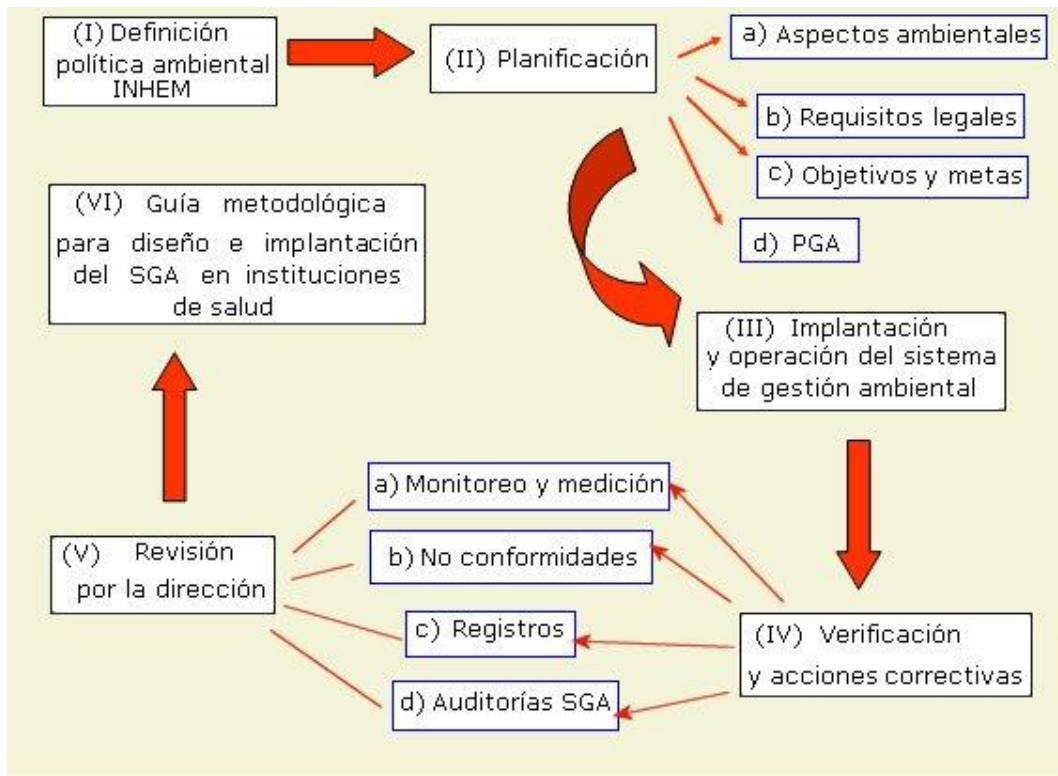 (I) Definición
política ambiental
INHEM
(II) Planificación
a) Aspectos ambientales
b) Requisitos legales
c) Objetivos y metas
d) PGA
(III) Implantación
y operación del sistema
de gestión ambiental
(IV) Verificación
y acciones correctivas
a) Monitoreo y medición
b) No conformidades
c) Registros
d) Auditorías SGA
(V) Revisión
por la dirección
(VI) Guía metodológica
para diseño e implantación
del SGA en instituciones
de salud